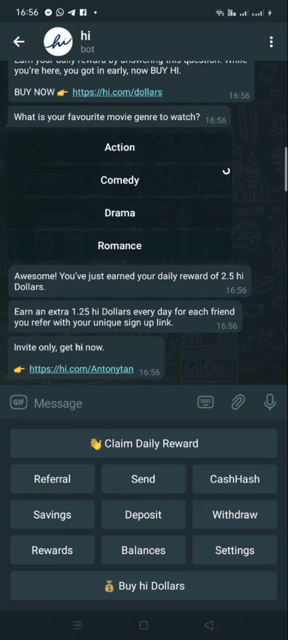 16:56
hi
hi
bot
Earn your daily reward by answering this question. While
you're here, you got in early, now BUY HI.
BUY NOW 👉 https://hi.com/dollars
16:56
What is your favourite movie genre to watch?
16:56
Action
Comedy
Drama
Romance
Awesome! You've just earned your daily reward of 2.5 hi
Dollars.
16:56
Earn an extra 1.25 hi Dollars every day for each friend
you refer with your unique sign up link.
16:56
Invite only, get hi now.
👉 https://hi.com/Antonytan 16:56
GIF Message
👋 Claim Daily Reward
Referral Send CashHash
Savings Deposit Withdraw
Rewards Balances Settings
💰 Buy hi Dollars